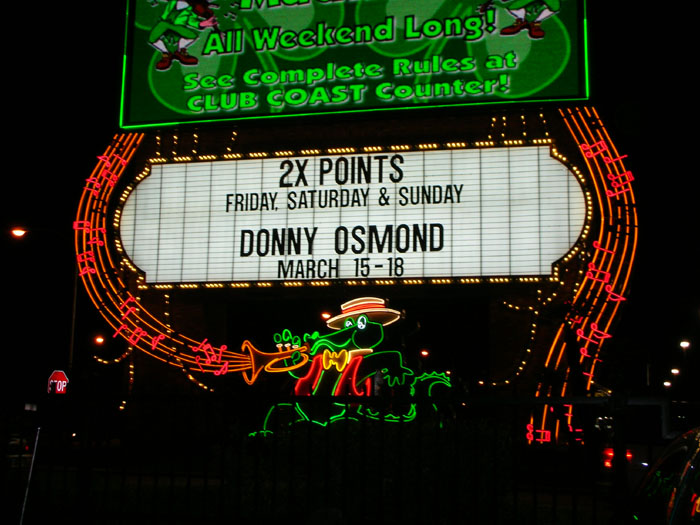 All Weekend Long!
See Complete Rules at
CLUB COAST Counter!
2X POINTS
FRIDAY, SATURDAY & SUNDAY
DONNY OSMOND
MARCH 15-18
STOP